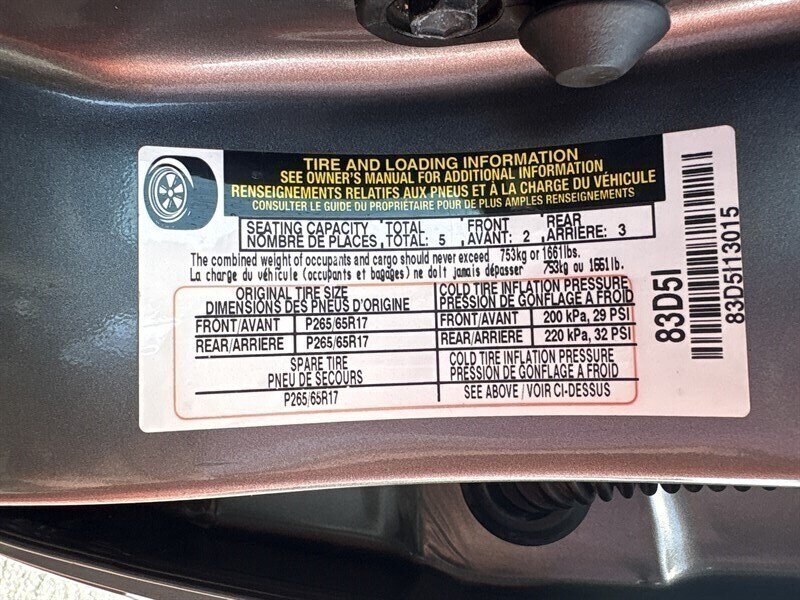 TIRE AND LOADING INFORMATION
SEE OWNER'S MANUAL FOR ADDITIONAL INFORMATION
RENSEIGNEMENTS RELATIFS AUX PNEUS ET À LA CHARGE DU VÉHICULE
CONSULTER LE GUIDE DU PROPRIÉTAIRE POUR DE PLUS AMPLES RENSEIGNEMENTS
SEATING CAPACITY TOTAL FRONT REAR
NOMBRE DE PLACES, TOTAL: 5 AVANT: 2 ARRIÈRE: 3
The combined weight of occupants and cargo should never exceed 753kg or 1661lbs.
La charge du véhicule (occupants et bagages) ne doit jamais dépasser 753kg ou 1661lb.
ORIGINAL TIRE SIZE COLD TIRE INFLATION PRESSURE
DIMENSIONS DES PNEUS D'ORIGINE PRESSION DE GONFLAGE A FROID
FRONT/AVANT P265/65R17 FRONT/AVANT 200 kPa, 29 PSI
REAR/ARRIERE P265/65R17 REAR/ARRIERE 220 kPa, 32 PSI
SPARE TIRE COLD TIRE INFLATION PRESSURE
PNEU DE SECOURS PRESSION DE GONFLAGE A FROID
P265/65R17 SEE ABOVE / VOIR CI-DESSUS
83D5I
83D5I13015